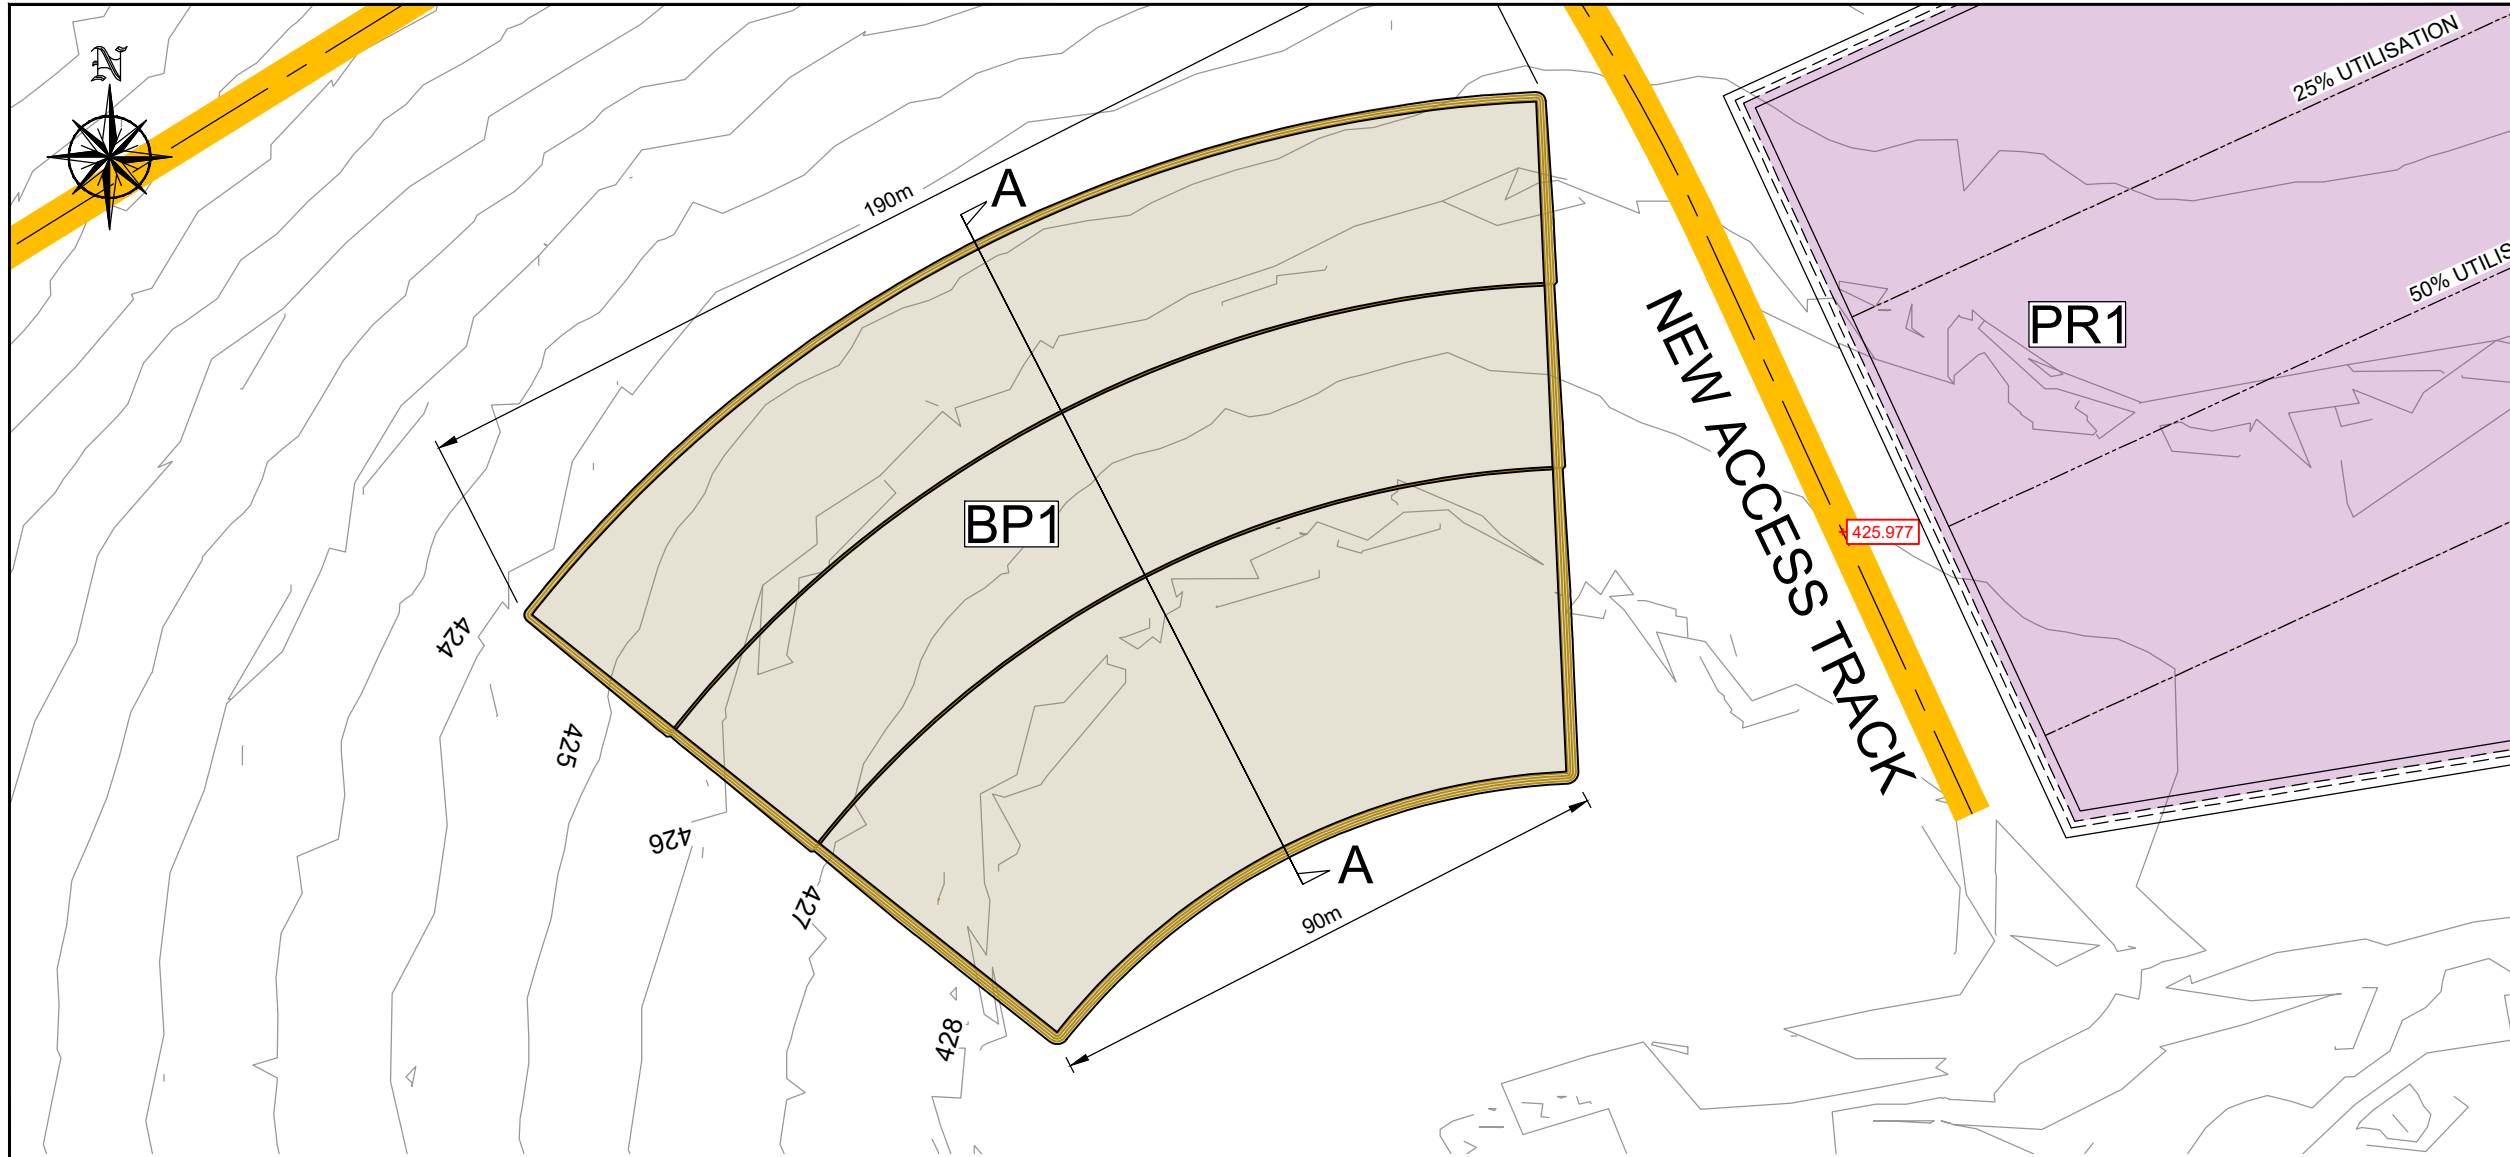 N
25% UTILISATION
190m
A
50% UTILIS
PR1
NEW ACCESS TRACK
BP1
425.977
424
425
426
A
427
90m
428